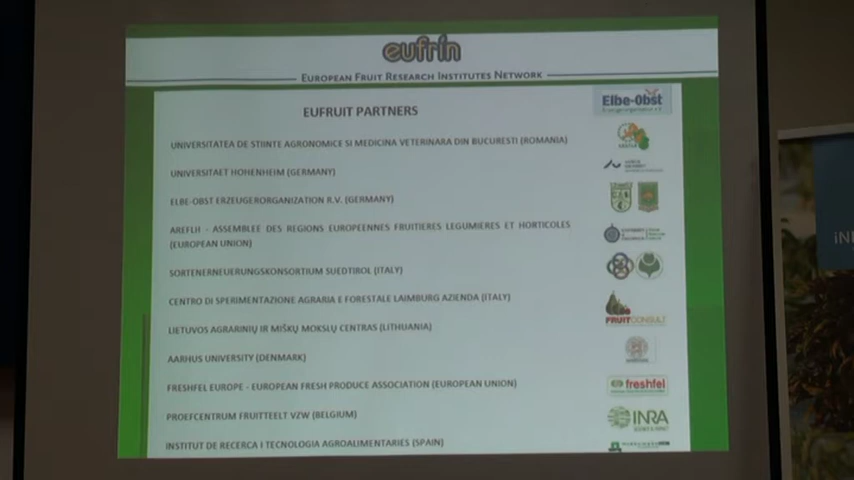 eufrin
EUROPEAN FRUIT RESEARCH INSTITUTES NETWORK
EUFRUIT PARTNERS
Elbe-Obst
UNIVERSITATEA DE STIINTE AGRONOMICE SI MEDICINA VETERINARA DIN BUCURESTI (ROMANIA)
UNIVERSITAET HOHENHEIM (GERMANY)
ELBE-OBST ERZEUGERORGANIZATION R.V. (GERMANY)
AREFLH - ASSEMBLEE DES REGIONS EUROPEENNES FRUITIERES LEGUMIERES ET HORTICOLES
(EUROPEAN UNION)
SORTENERNEUERUNGSKONSORTIUM SUEDTIROL (ITALY)
CENTRO DI SPERIMENTAZIONE AGRARIA E FORESTALE LAIMBURG AZIENDA (ITALY)
FRUITCONSULT
LIETUVOS AGRARINIŲ IR MIŠKŲ MOKSLŲ CENTRAS (LITHUANIA)
AARHUS UNIVERSITY (DENMARK)
FRESHFEL EUROPE - EUROPEAN FRESH PRODUCE ASSOCIATION (EUROPEAN UNION)
freshfel
PROEFCENTRUM FRUITTEELT VZW (BELGIUM)
INRA
INSTITUT DE RECERCA I TECNOLOGIA AGROALIMENTARIES (SPAIN)